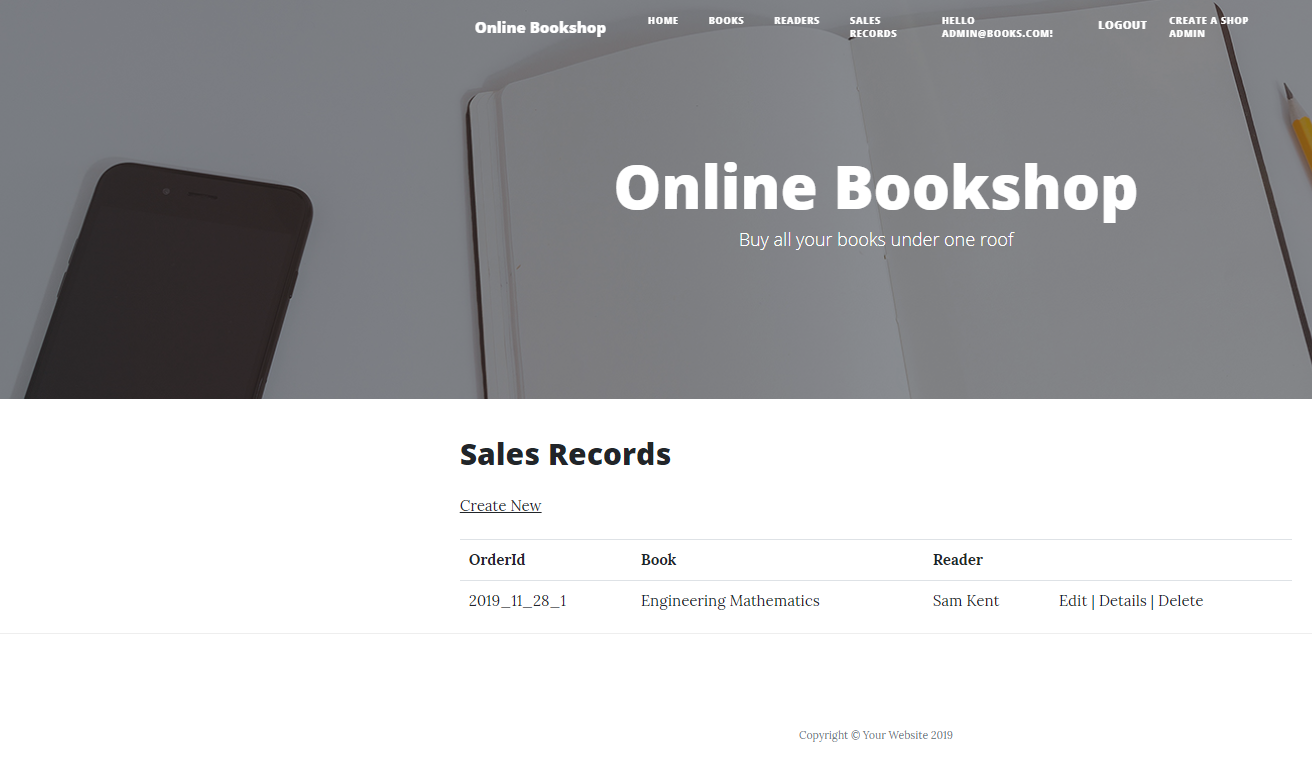 Online Bookshop
HOME
BOOKS
READERS
SALES
RECORDS
HELLO
ADMIN@BOOKS.COM!
LOGOUT
CREATE A SHOP
ADMIN
Online Bookshop
Buy all your books under one roof
Sales Records
Create New
OrderId Book Reader
2019_11_28_1 Engineering Mathematics Sam Kent Edit | Details | Delete
Copyright © Your Website 2019